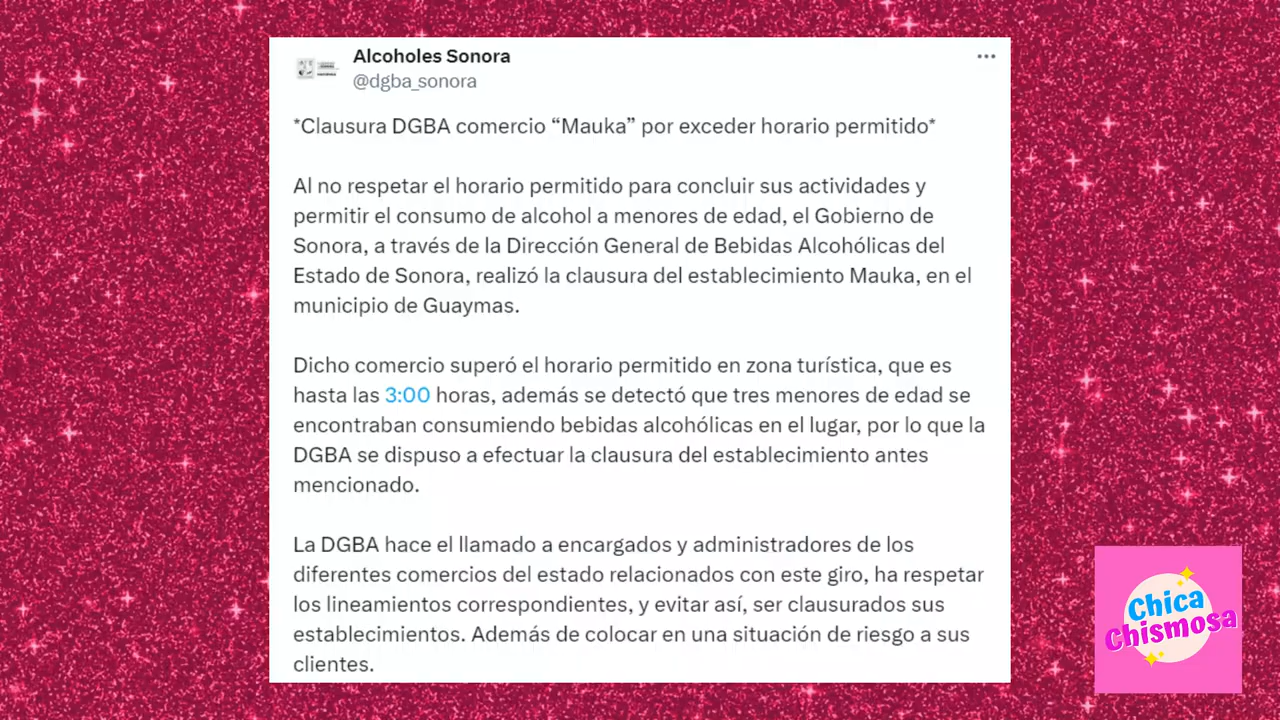 Alcoholes Sonora
@dgba_sonora
*Clausura DGBA comercio “Mauka” por exceder horario permitido*
Al no respetar el horario permitido para concluir sus actividades y
permitir el consumo de alcohol a menores de edad, el Gobierno de
Sonora, a través de la Dirección General de Bebidas Alcohólicas del
Estado de Sonora, realizó la clausura del establecimiento Mauka, en el
municipio de Guaymas.
Dicho comercio superó el horario permitido en zona turística, que es
hasta las 3:00 horas, además se detectó que tres menores de edad se
encontraban consumiendo bebidas alcohólicas en el lugar, por lo que la
DGBA se dispuso a efectuar la clausura del establecimiento antes
mencionado.
La DGBA hace el llamado a encargados y administradores de los
diferentes comercios del estado relacionados con este giro, ha respetar
los lineamientos correspondientes, y evitar así, ser clausurados sus
establecimientos. Además de colocar en una situación de riesgo a sus
clientes.
Chica
Chismosa